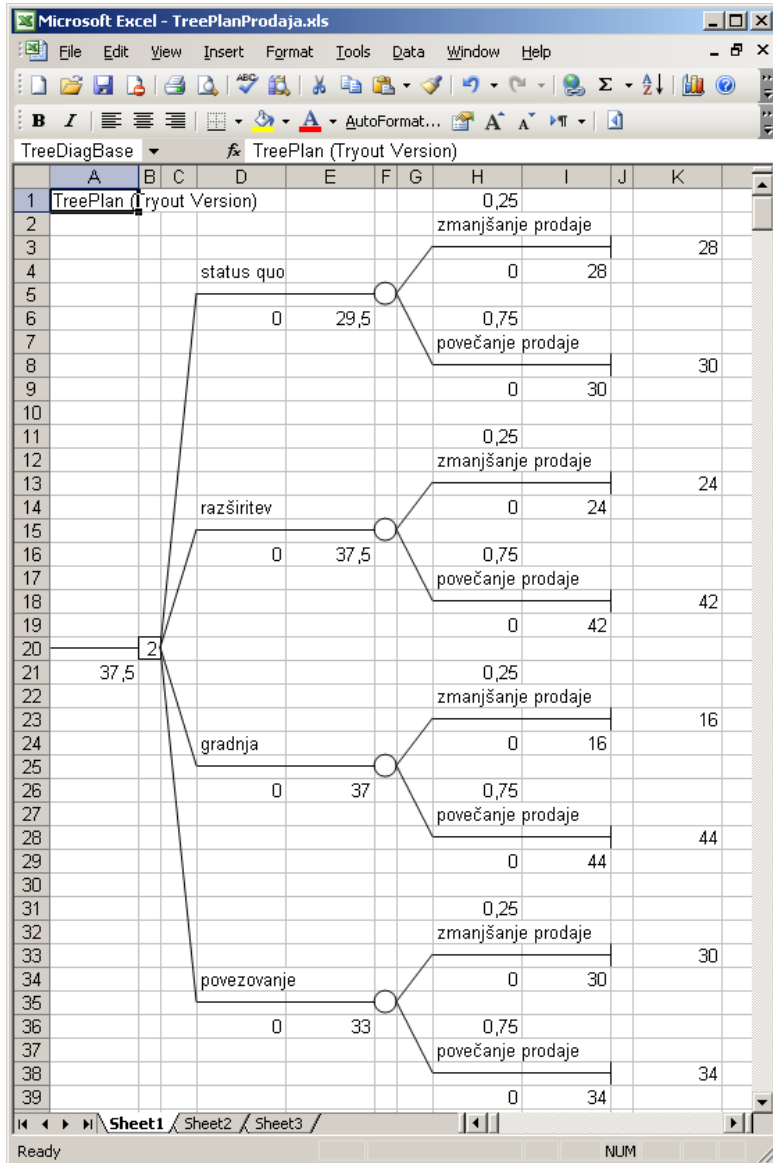 Microsoft Excel - TreePlanProdaja.xls
File Edit View Insert Format Tools Data Window Help
B I AutoFormat...
TreeDiagBase fx TreePlan (Tryout Version)
A B C D E F G H I J K
1 TreePlan (Tryout Version) 0,25
2 zmanjšanje prodaje
3 28
4 status quo 0 28
5
6 0 29,5 0,75
7 povečanje prodaje
8 30
9 0 30
10
11 0,25
12 zmanjšanje prodaje
13 24
14 razširitev 0 24
15
16 0 37,5 0,75
17 povečanje prodaje
18 42
19 0 42
20 2
21 37,5 0,25
22 zmanjšanje prodaje
23 16
24 gradnja 0 16
25
26 0 37 0,75
27 povečanje prodaje
28 44
29 0 44
30
31 0,25
32 zmanjšanje prodaje
33 30
34 povezovanje 0 30
35
36 0 33 0,75
37 povečanje prodaje
38 34
39 0 34
Sheet1 Sheet2 Sheet3
Ready NUM